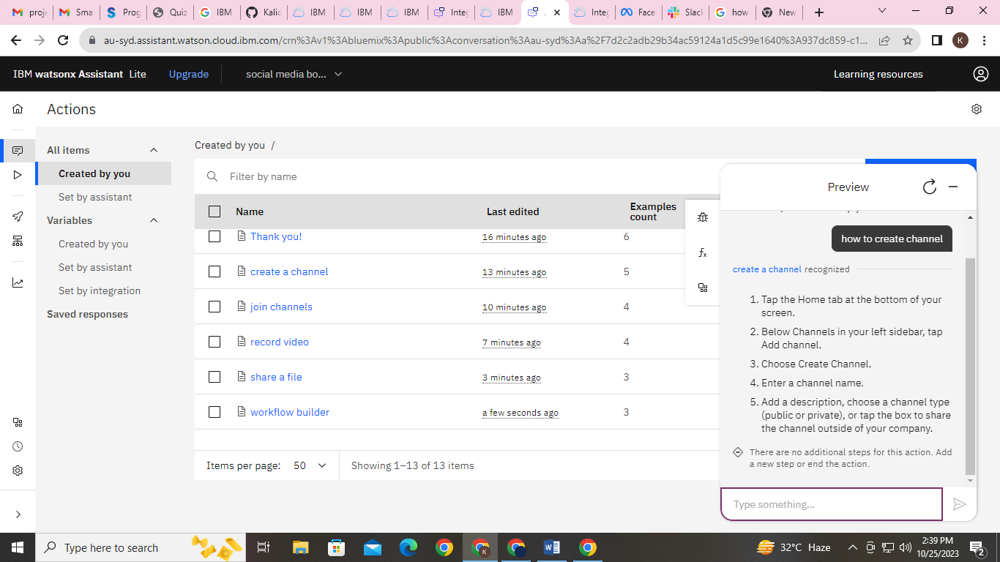 proje
Sma
Prog
Quiz
IBM
Kalid
IBM
IBM
IBM
Integ
IBM
Integ
Face
Slack
how
New
au-syd.assistant.watson.cloud.ibm.com/crn%3Av1%3Abluemix%3Apublic%3Aconversation%3Aau-syd%3Aa%2F7d2c2adb29b34ac59124a1d5c99e1640%3A937dc859-c1...
K
IBM watsonx Assistant Lite
Upgrade
social media bo...
Learning resources
Actions
All items
Created by you
Set by assistant
Variables
Created by you
Set by assistant
Set by integration
Saved responses
Created by you /
Filter by name
Name
Last edited
Examples
count
Thank you!
16 minutes ago
6
create a channel
13 minutes ago
5
join channels
10 minutes ago
4
record video
7 minutes ago
4
share a file
3 minutes ago
3
workflow builder
a few seconds ago
3
Items per page: 50
Showing 1–13 of 13 items
Preview
how to create channel
create a channel recognized
1. Tap the Home tab at the bottom of your
screen.
2. Below Channels in your left sidebar, tap
Add channel.
3. Choose Create Channel.
4. Enter a channel name.
5. Add a description, choose a channel type
(public or private), or tap the box to share
the channel outside of your company.
There are no additional steps for this action. Add
a new step or end the action.
Type something...
Type here to search
32°C Haze
2:39 PM
10/25/2023
2